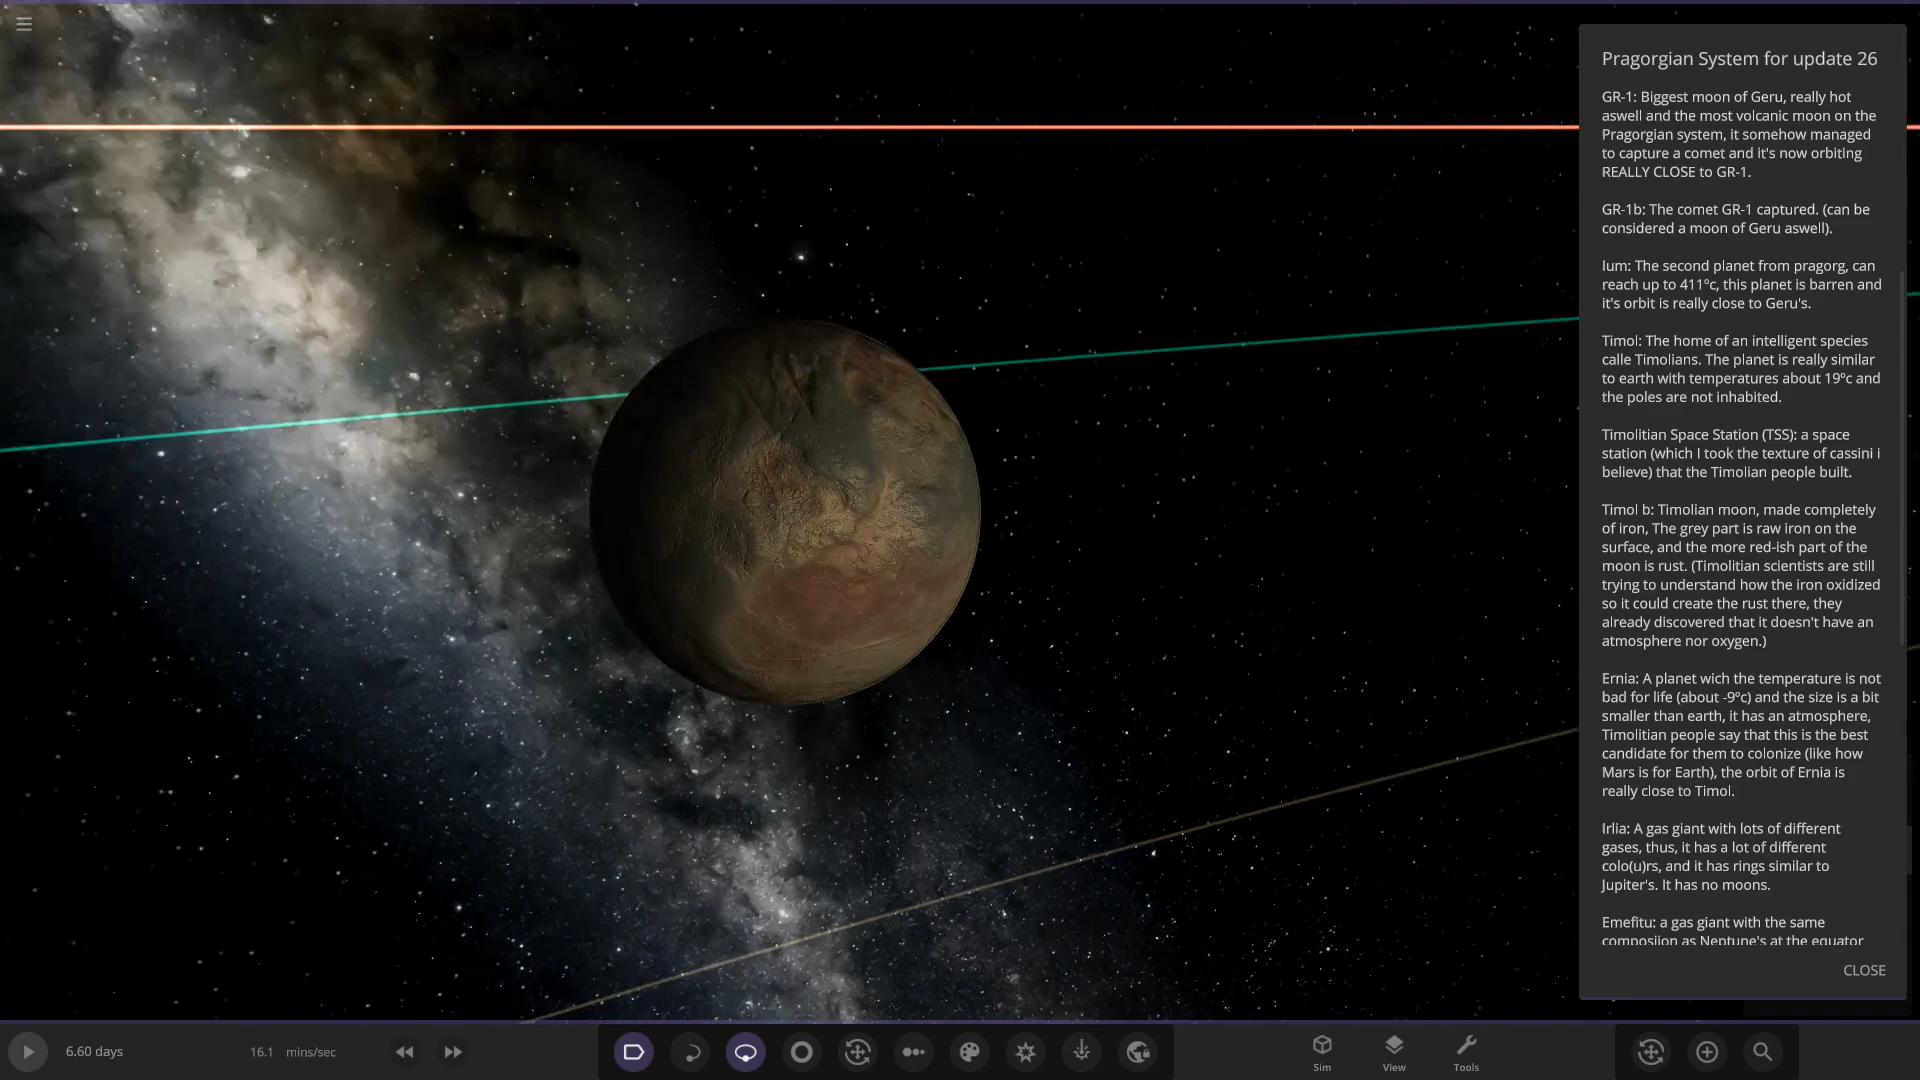 Pragorgian System for update 26
GR-1: Biggest moon of Geru, really hot
aswell and the most volcanic moon on the
Pragorgian system, it somehow managed
to capture a comet and it's now orbiting
REALLY CLOSE to GR-1.
GR-1b: The comet GR-1 captured. (can be
considered a moon of Geru aswell).
Ium: The second planet from pragorg, can
reach up to 411ºc, this planet is barren and
it's orbit is really close to Geru's.
Timol: The home of an intelligent species
calle Timolians. The planet is really similar
to earth with temperatures about 19ºc and
the poles are not inhabited.
Timolitian Space Station (TSS): a space
station (which I took the texture of cassini i
believe) that the Timolian people built.
Timol b: Timolian moon, made completely
of iron, The grey part is raw iron on the
surface, and the more red-ish part of the
moon is rust. (Timolitian scientists are still
trying to understand how the iron oxidized
so it could create the rust there, they
already discovered that it doesn't have an
atmosphere nor oxygen.)
Ernia: A planet wich the temperature is not
bad for life (about -9ºc) and the size is a bit
smaller than earth, it has an atmosphere,
Timolitian people say that this is the best
candidate for them to colonize (like how
Mars is for Earth), the orbit of Ernia is
really close to Timol.
Irlia: A gas giant with lots of different
gases, thus, it has a lot of different
colo(u)rs, and it has rings similar to
Jupiter's. It has no moons.
Emefitu: a gas giant with the same
composiion as Neptune's at the equator
CLOSE
6.60 days
16.1 mins/sec
Sim
View
Tools